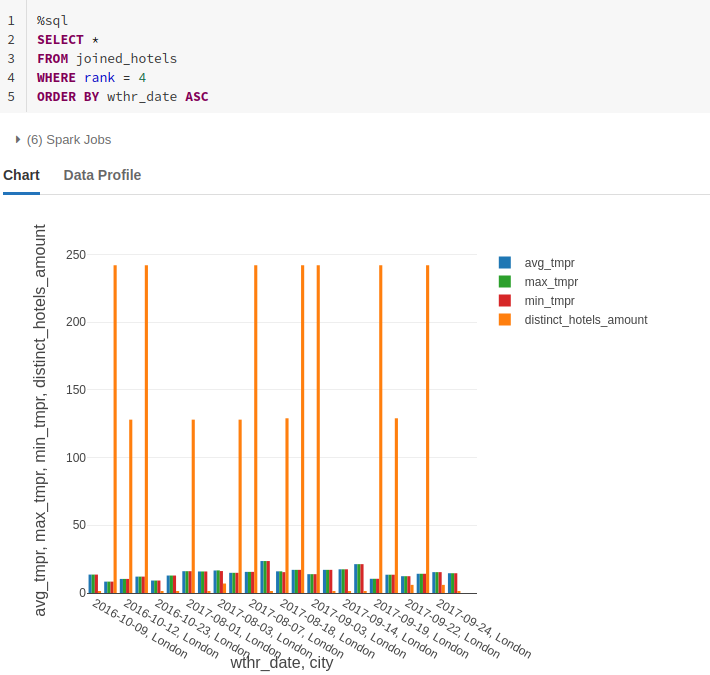 1 %sql
2 SELECT *
3 FROM joined_hotels
4 WHERE rank = 4
5 ORDER BY wthr_date ASC
(6) Spark Jobs
Chart Data Profile
avg_tmpr, max_tmpr, min_tmpr, distinct_hotels_amount
250
200
150
100
50
0
avg_tmpr
max_tmpr
min_tmpr
distinct_hotels_amount
2016-10-09, London
2016-10-12, London
2016-10-23, London
2017-08-01, London
2017-08-03, London
2017-08-07, London
2017-08-18, London
2017-09-03, London
2017-09-14, London
2017-09-19, London
2017-09-22, London
2017-09-24, London
wthr_date, city